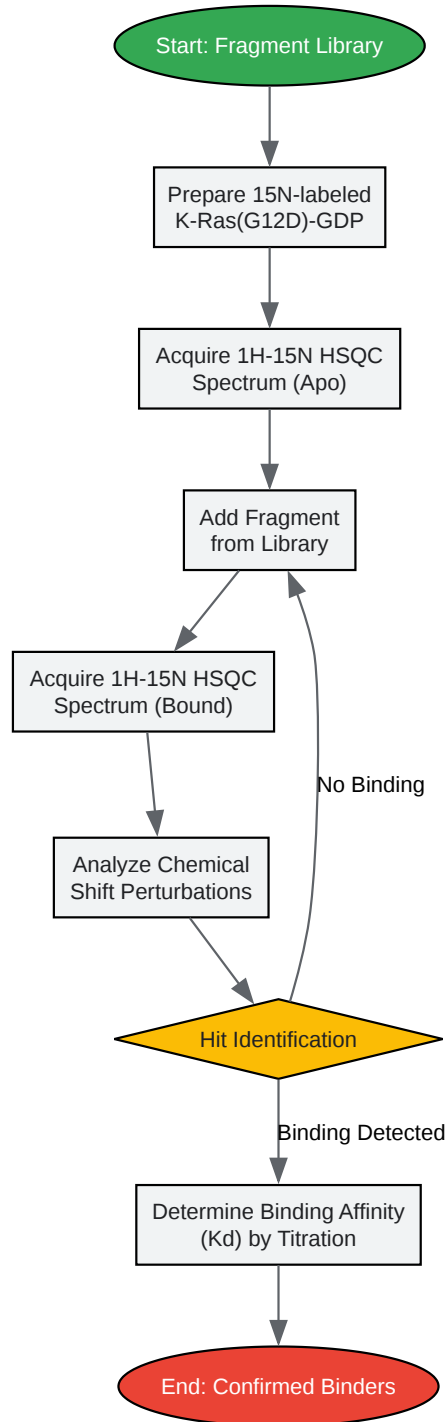 Start: Fragment Library
Prepare 15N-labeled
K-Ras(G12D)-GDP
Acquire 1H-15N HSQC
Spectrum (Apo)
Add Fragment
from Library
Acquire 1H-15N HSQC
Spectrum (Bound)
No Binding
Analyze Chemical
Shift Perturbations
Hit Identification
Binding Detected
Determine Binding Affinity
(Kd) by Titration
End: Confirmed Binders